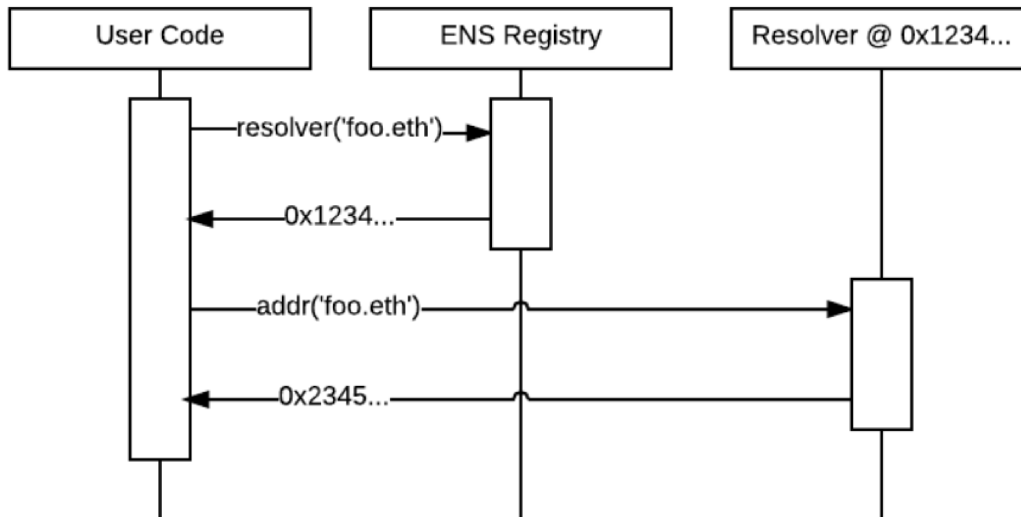 User Code
ENS Registry
Resolver @ 0x1234...
resolver('foo.eth')
0x1234...
addr('foo.eth')
0x2345...